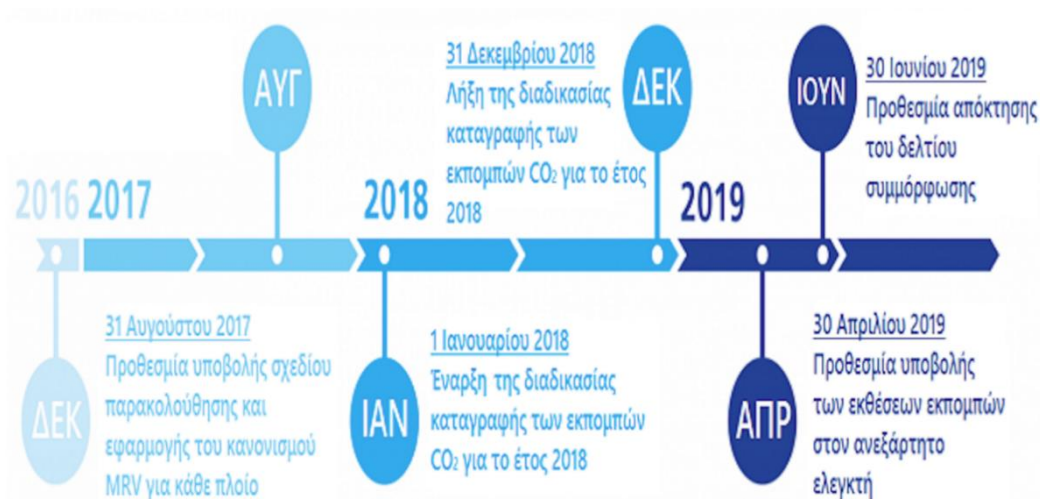 ΑΥΓ
31 Δεκεμβρίου 2018
Λήξη της διαδικασίας
καταγραφής των
εκπομπών CO₂ για το έτος
2018
ΔΕΚ
ΙΟΥΝ
30 Ιουνίου 2019
Προθεσμία απόκτησης
του δελτίου
συμμόρφωσης
2016 2017
2018
2019
ΔΕΚ
31 Αυγούστου 2017
Προθεσμία υποβολής σχεδίου
παρακολούθησης και
εφαρμογής του κανονισμού
MRV για κάθε πλοίο
ΙΑΝ
1 Ιανουαρίου 2018
Έναρξη της διαδικασίας
καταγραφής των εκπομπών
CO₂ για το έτος 2018
ΑΠΡ
30 Απριλίου 2019
Προθεσμία υποβολής
των εκθέσεων εκπομπών
στον ανεξάρτητο
ελεγκτή